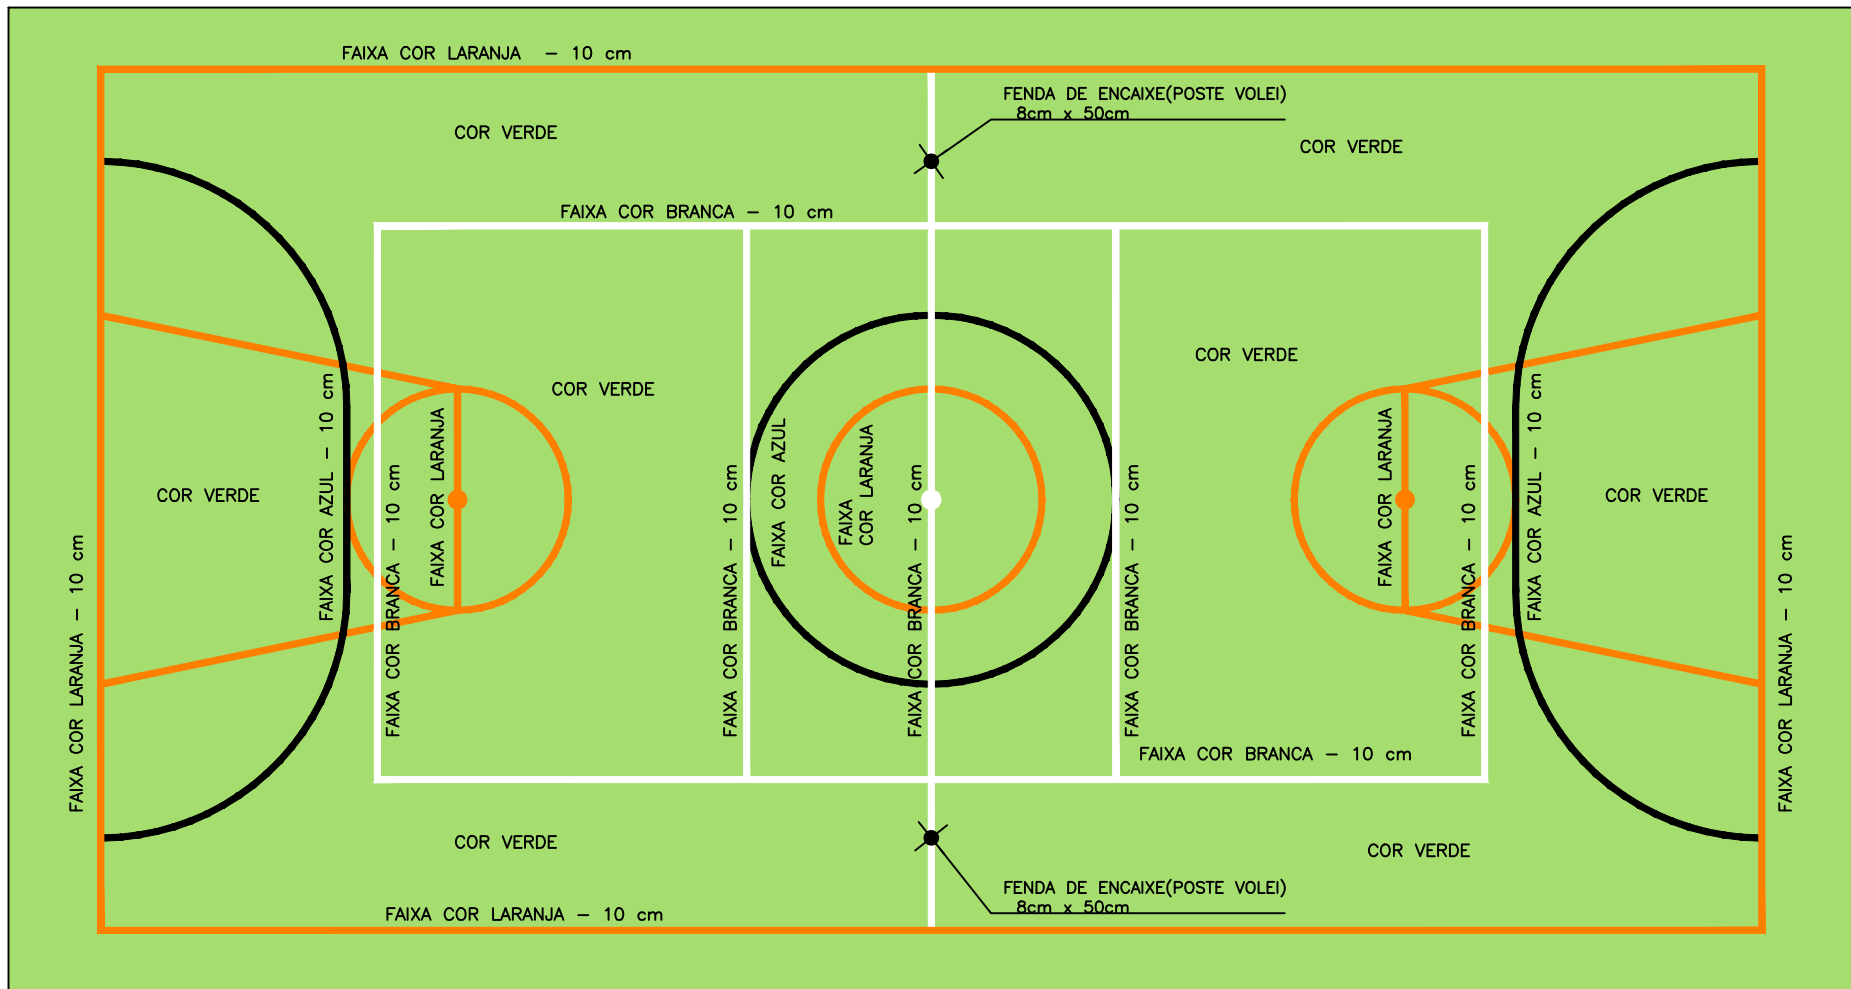 FAIXA COR LARANJA – 10 cm
FENDA DE ENCAIXE(POSTE VOLEI)
8cm x 50cm
COR VERDE
COR VERDE
FAIXA COR BRANCA – 10 cm
COR VERDE
COR VERDE
FAIXA COR LARANJA – 10 cm
COR VERDE
FAIXA COR AZUL – 10 cm
FAIXA COR BRANCA – 10 cm
FAIXA COR LARANJA
FAIXA COR BRANCA – 10 cm
FAIXA COR AZUL
FAIXA
COR LARANJA
FAIXA COR BRANCA – 10 cm
FAIXA COR BRANCA – 10 cm
FAIXA COR LARANJA
FAIXA COR BRANCA – 10 cm
FAIXA COR AZUL – 10 cm
COR VERDE
FAIXA COR LARANJA – 10 cm
FAIXA COR BRANCA – 10 cm
COR VERDE
COR VERDE
FENDA DE ENCAIXE(POSTE VOLEI)
8cm x 50cm
FAIXA COR LARANJA – 10 cm